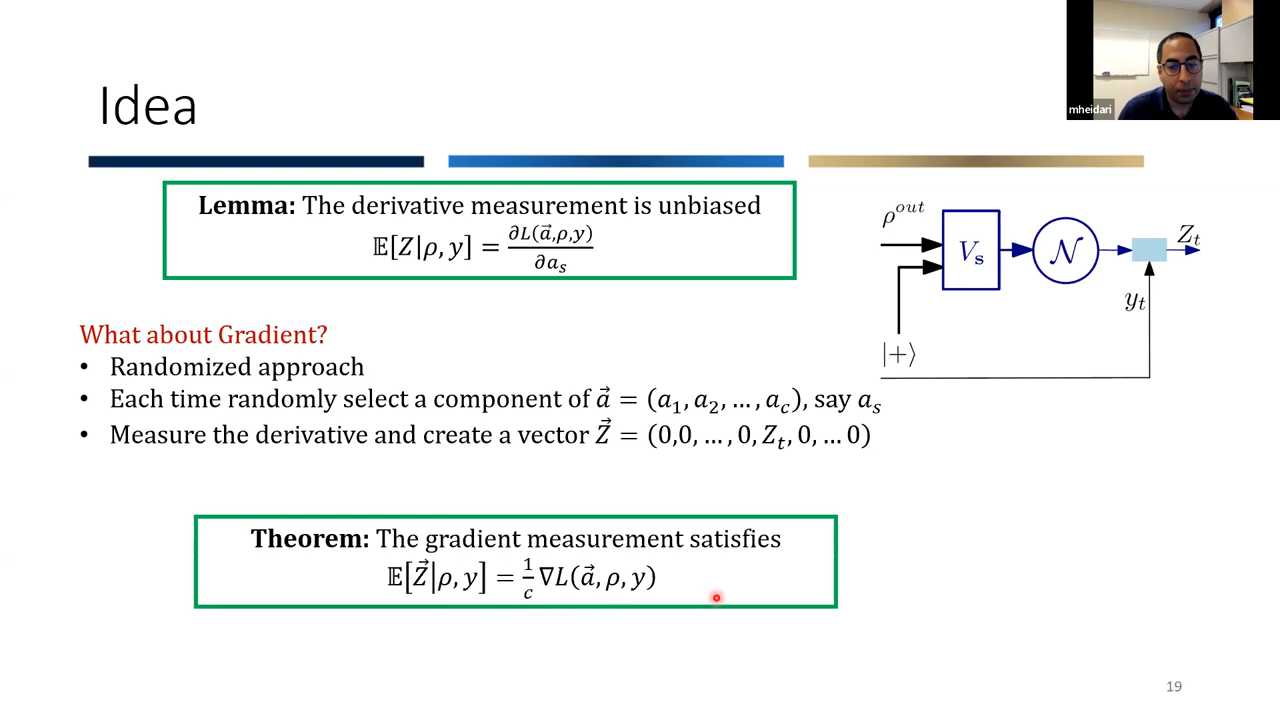 mheidari
Idea
Lemma: The derivative measurement is unbiased
𝔼[Z|ρ, y] = ∂L(a⃗,ρ,y) / ∂a_s
ρ^out
V_s
𝒩
Z_t
y_t
|+⟩
What about Gradient?
• Randomized approach
• Each time randomly select a component of a⃗ = (a₁, a₂, … , a_c), say a_s
• Measure the derivative and create a vector Z⃗ = (0,0, … , 0, Z_t, 0, … 0)
Theorem: The gradient measurement satisfies
𝔼[Z⃗|ρ, y] = 1/c ∇L(a⃗, ρ, y)
19